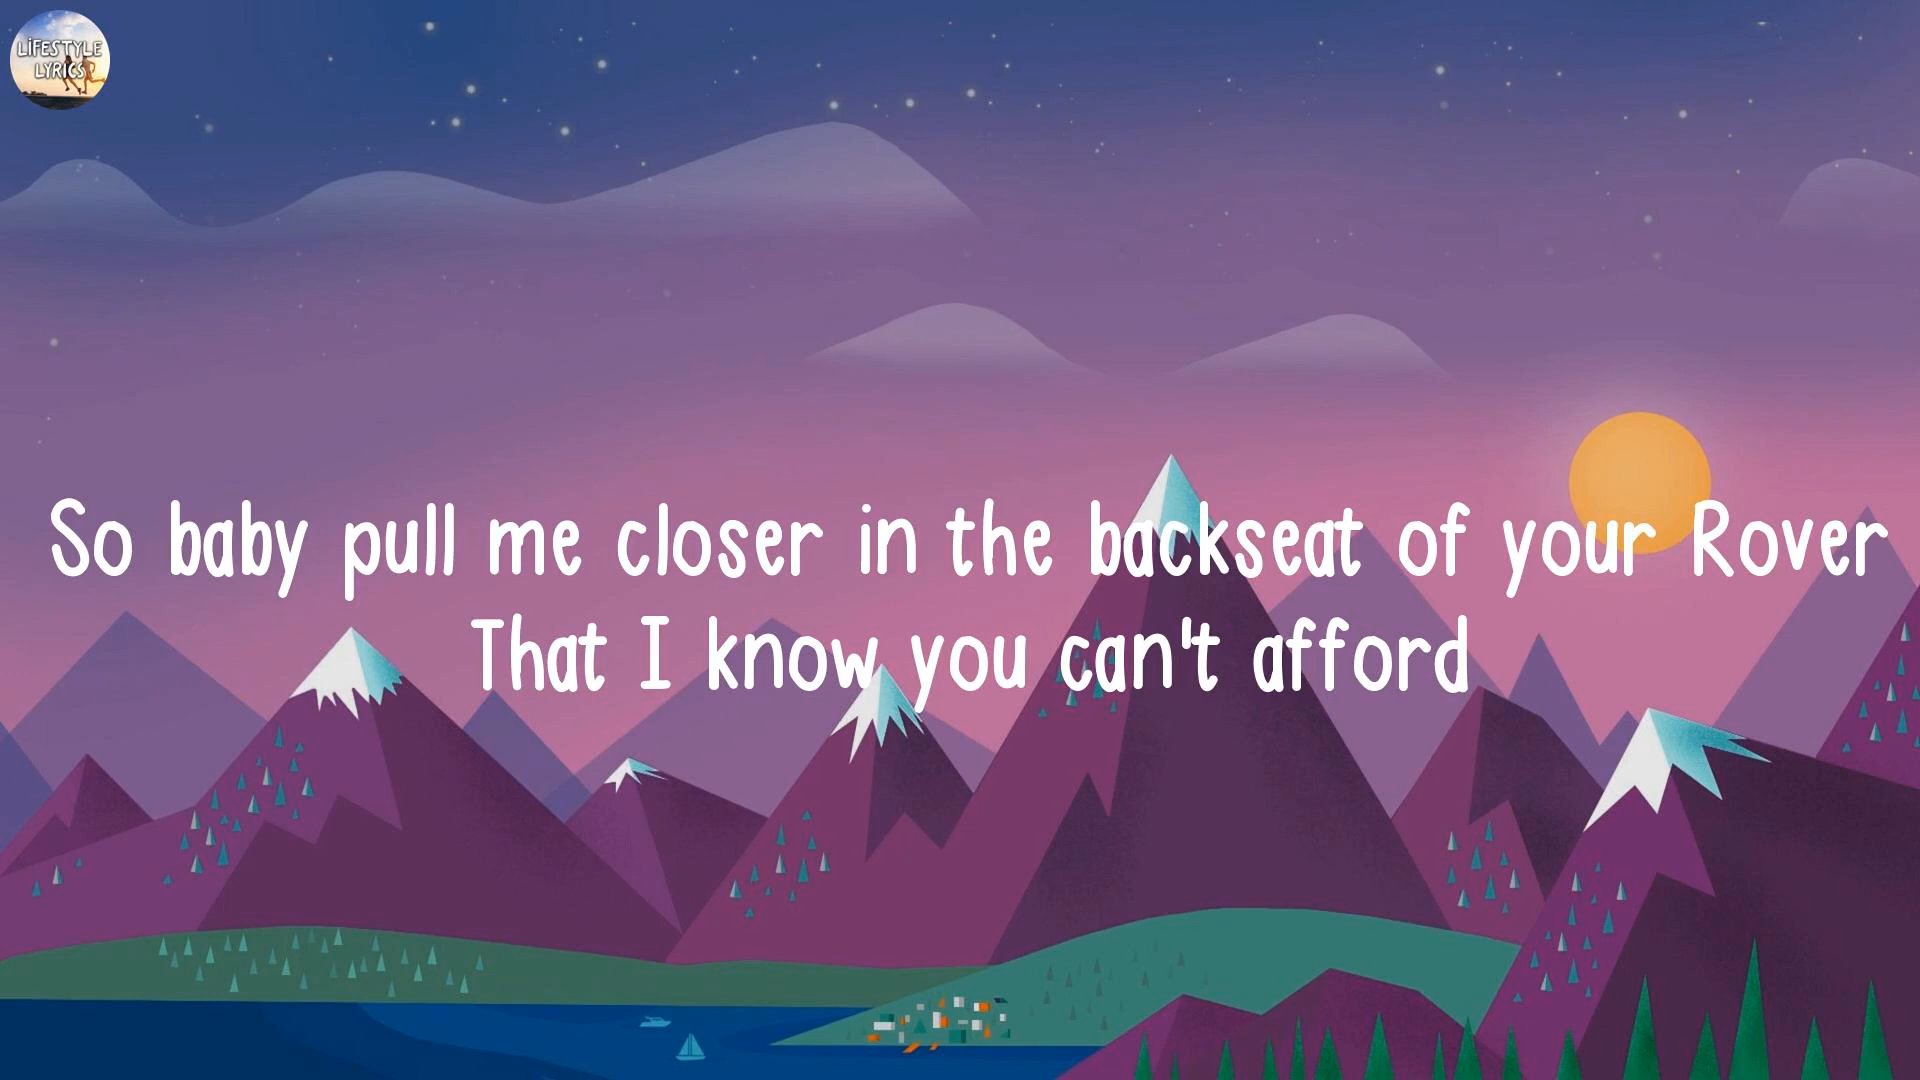 LiFESTYLE
LYRICS
So baby pull me closer in the backseat of your Rover
That I know you can't afford